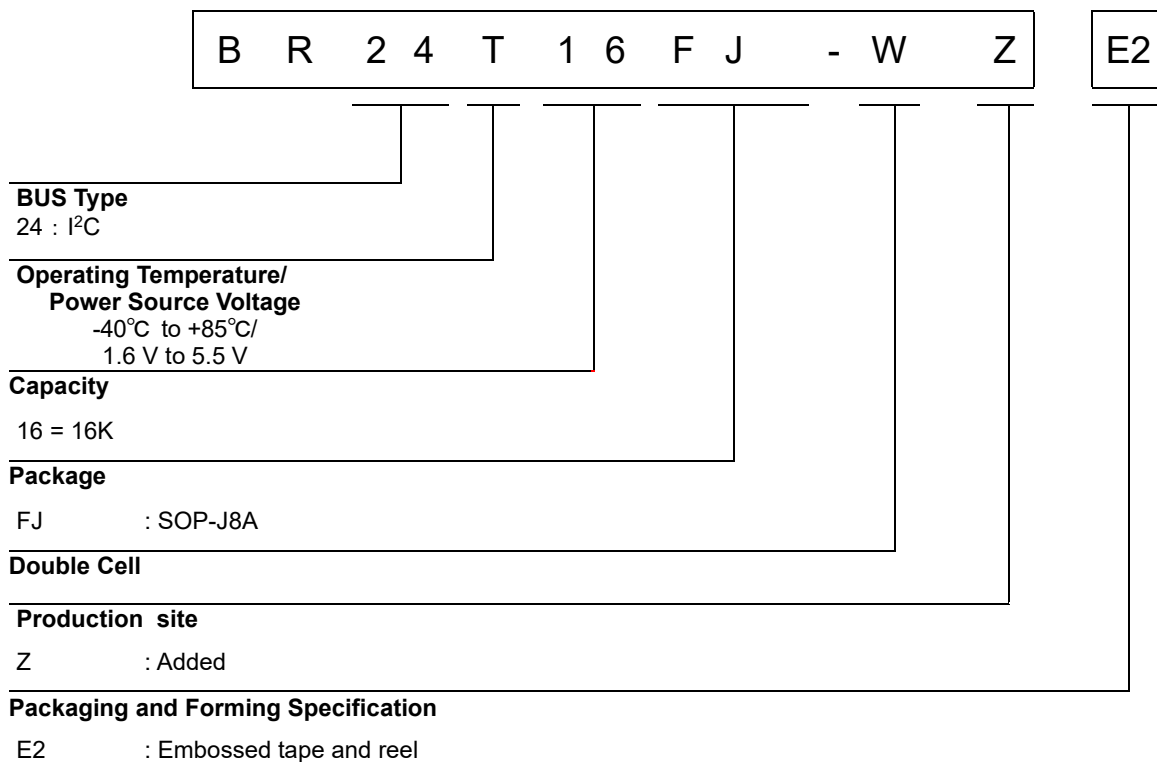 B R 2 4 T 1 6 F J - W Z E2
BUS Type
24 : I²C
Operating Temperature/
Power Source Voltage
-40℃ to +85℃/
1.6 V to 5.5 V
Capacity
16 = 16K
Package
FJ : SOP-J8A
Double Cell
Production site
Z : Added
Packaging and Forming Specification
E2 : Embossed tape and reel